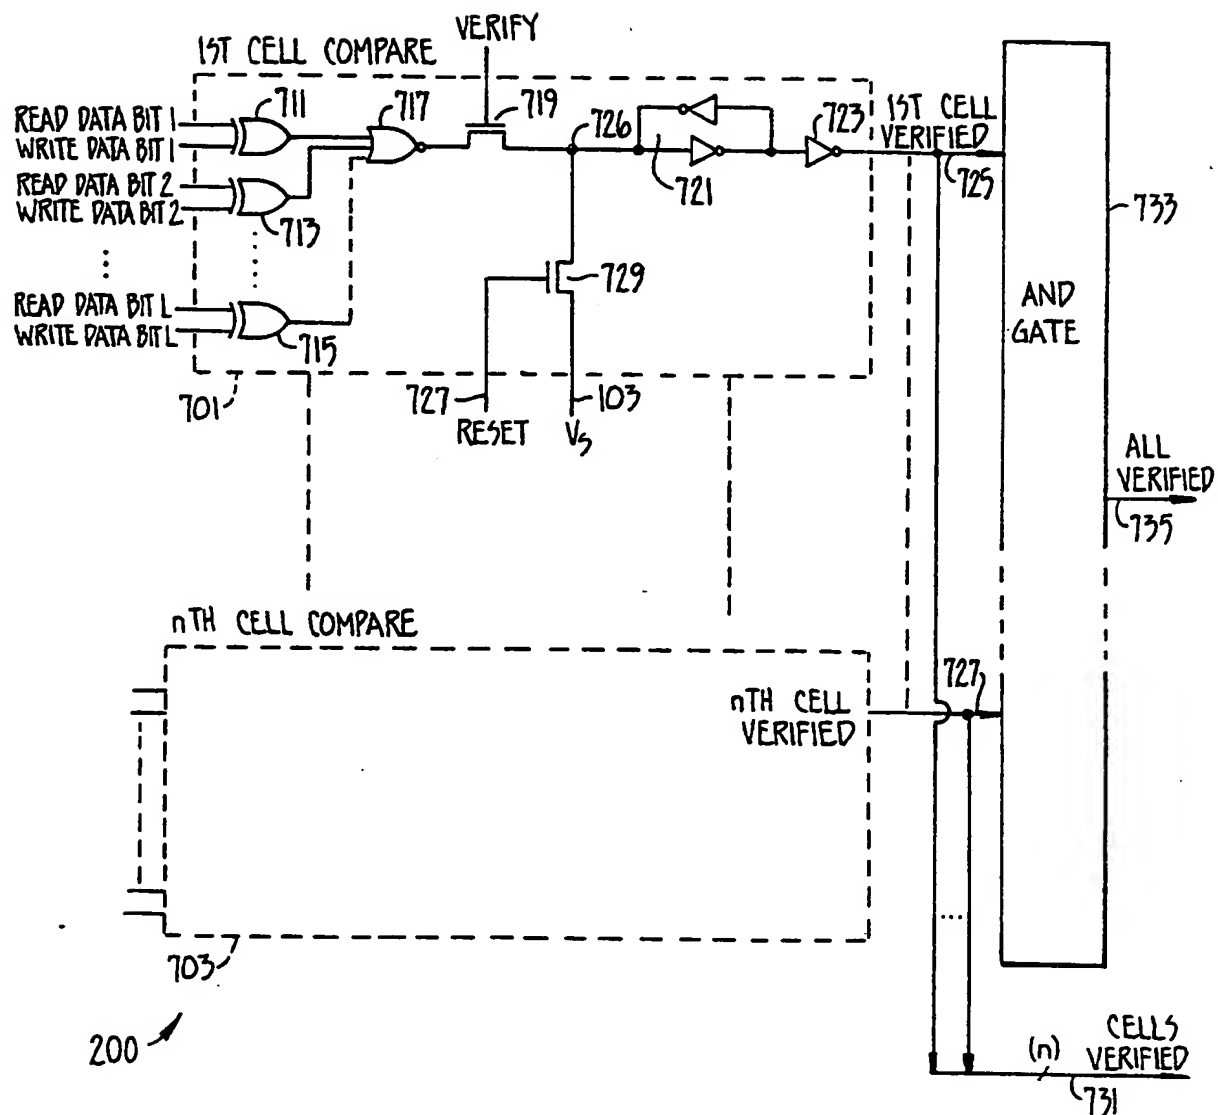 VERIFY
1ST CELL COMPARE
711
717
719
726
723
1ST CELL
VERIFIED
READ DATA BIT 1
WRITE DATA BIT 1
READ DATA BIT 2
WRITE DATA BIT 2
713
721
725
733
729
AND
GATE
READ DATA BIT L
WRITE DATA BIT L
715
701
727
103
RESET
VS
ALL
VERIFIED
735
nTH CELL COMPARE
727
nTH CELL
VERIFIED
703
200
(n)
CELLS
VERIFIED
731